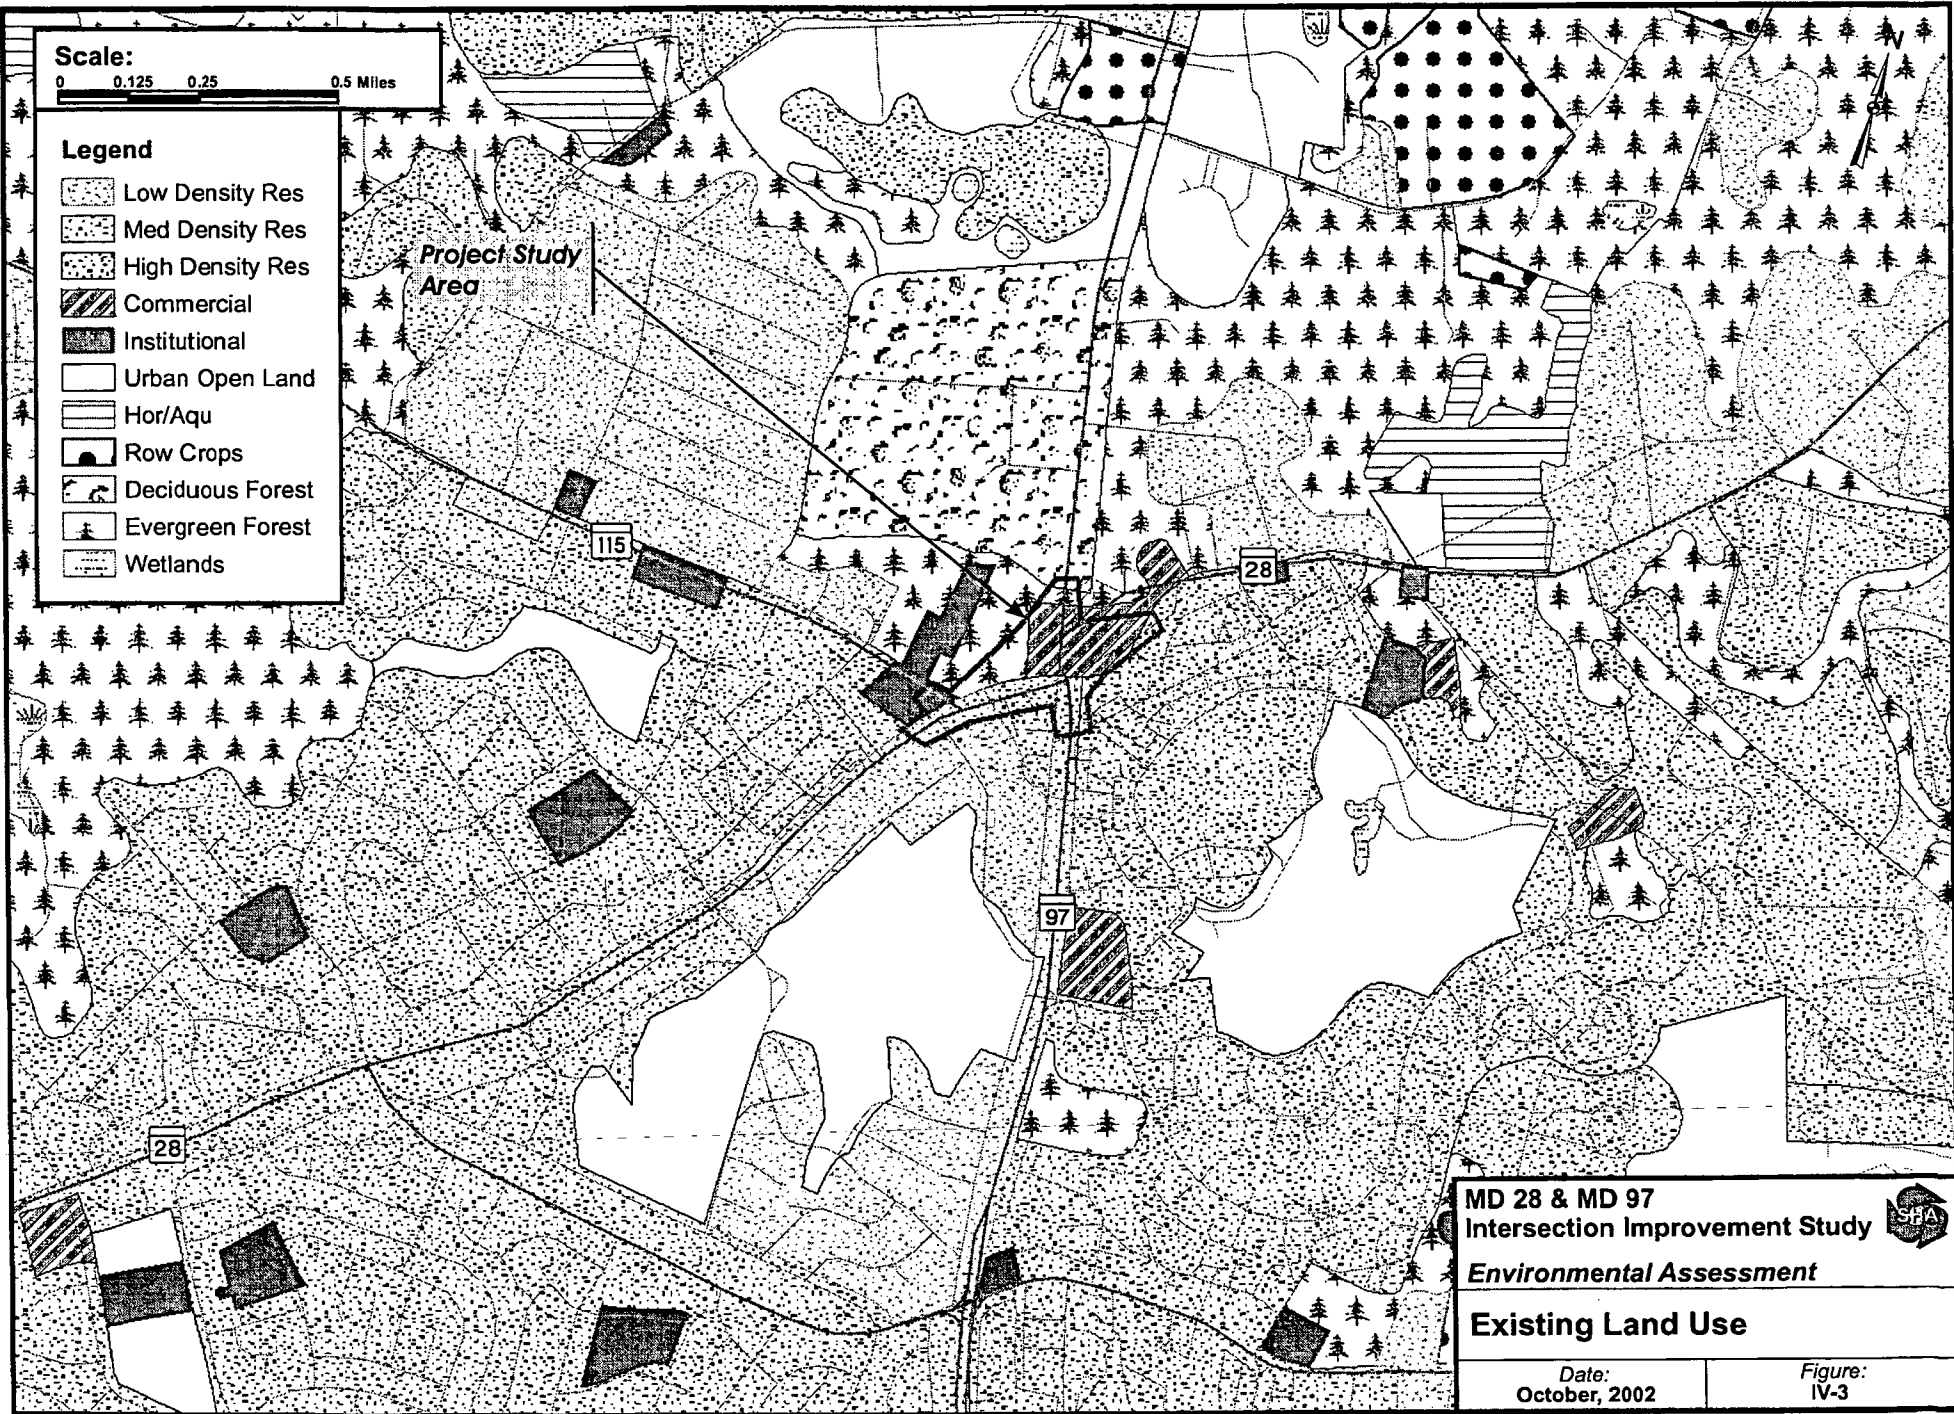 Scale:
0 0.125 0.25 0.5 Miles
N
Legend
Low Density Res
Med Density Res
High Density Res
Commercial
Institutional
Urban Open Land
Hor/Aqu
Row Crops
Deciduous Forest
Evergreen Forest
Wetlands
Project Study
Area
115
28
97
28
MD 28 & MD 97
Intersection Improvement Study
SHA
Environmental Assessment
Existing Land Use
Date:
October, 2002
Figure:
IV-3